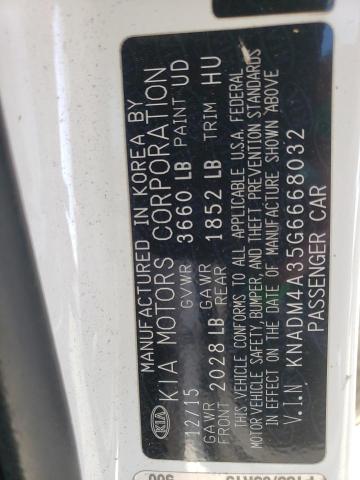 MANUFACTURED IN KOREA BY
KIA KIA MOTORS CORPORATION
12/15 GVWR 3660 LB PAINT UD
GAWR FRONT 2028 LB GAWR REAR 1852 LB TRIM HU
THIS VEHICLE CONFORMS TO ALL APPLICABLE U.S.A. FEDERAL
MOTOR VEHICLE SAFETY,BUMPER, AND THEFT PREVENTION STANDARDS
IN EFFECT ON THE DATE OF MANUFACTURE SHOWN ABOVE
V.I.N KNADM4A35G6668032
PASSENGER CAR